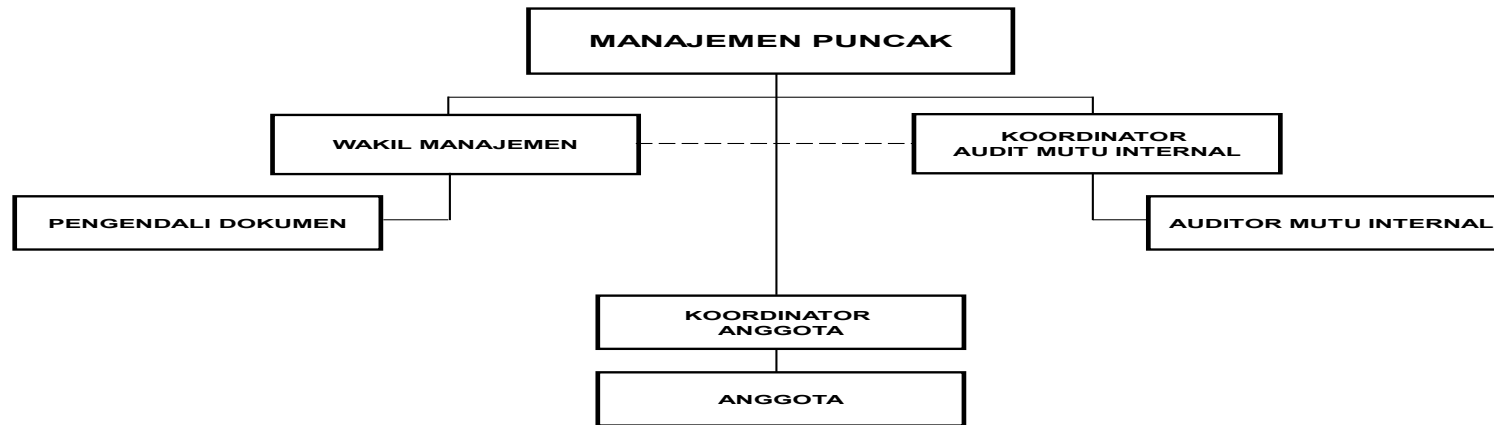 MANAJEMEN PUNCAK
WAKIL MANAJEMEN
KOORDINATOR
AUDIT MUTU INTERNAL
PENGENDALI DOKUMEN
AUDITOR MUTU INTERNAL
KOORDINATOR
ANGGOTA
ANGGOTA